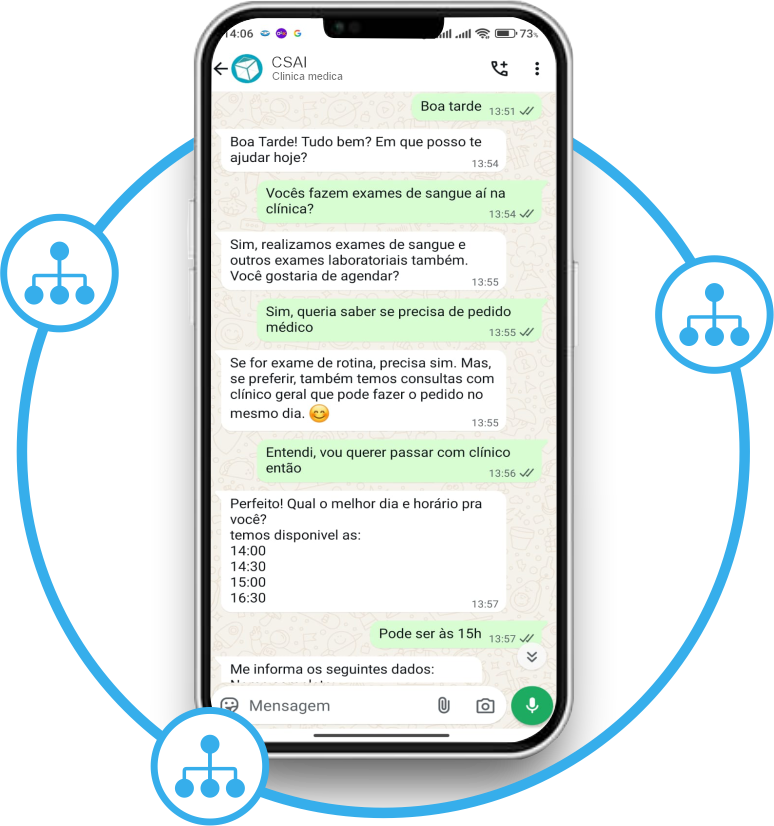 14:06
73%
CSAI
Clinica medica
Boa tarde 13:51
Boa Tarde! Tudo bem? Em que posso te
ajudar hoje?
13:54
Vocês fazem exames de sangue aí na
clínica?
13:54
Sim, realizamos exames de sangue e
outros exames laboratoriais também.
Você gostaria de agendar?
13:55
Sim, queria saber se precisa de pedido
médico
13:55
Se for exame de rotina, precisa sim. Mas,
se preferir, também temos consultas com
clínico geral que pode fazer o pedido no
mesmo dia. 😊
13:55
Entendi, vou querer passar com clínico
então
13:56
Perfeito! Qual o melhor dia e horário pra
você?
temos disponivel as:
14:00
14:30
15:00
16:30
13:57
Pode ser às 15h 13:57
Me informa os seguintes dados:
Mensagem